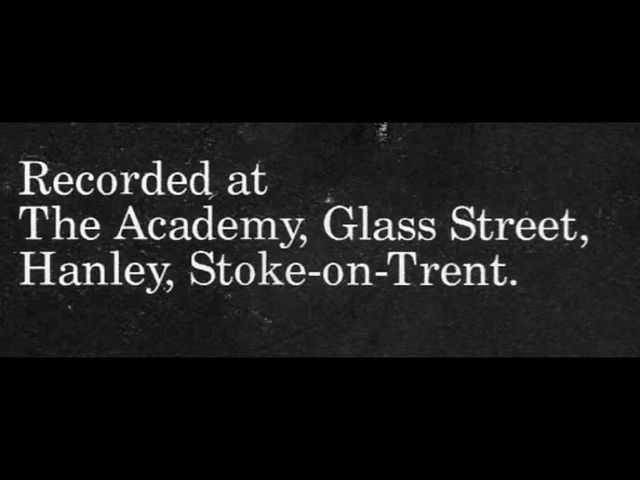 Recorded at
The Academy, Glass Street,
Hanley, Stoke-on-Trent.